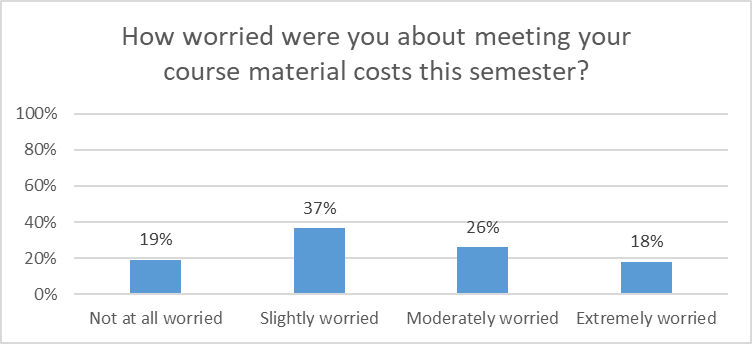 How worried were you about meeting your
course material costs this semester?
100%
80%
60%
40%
20%
0%
19%
37%
26%
18%
Not at all worried
Slightly worried
Moderately worried
Extremely worried